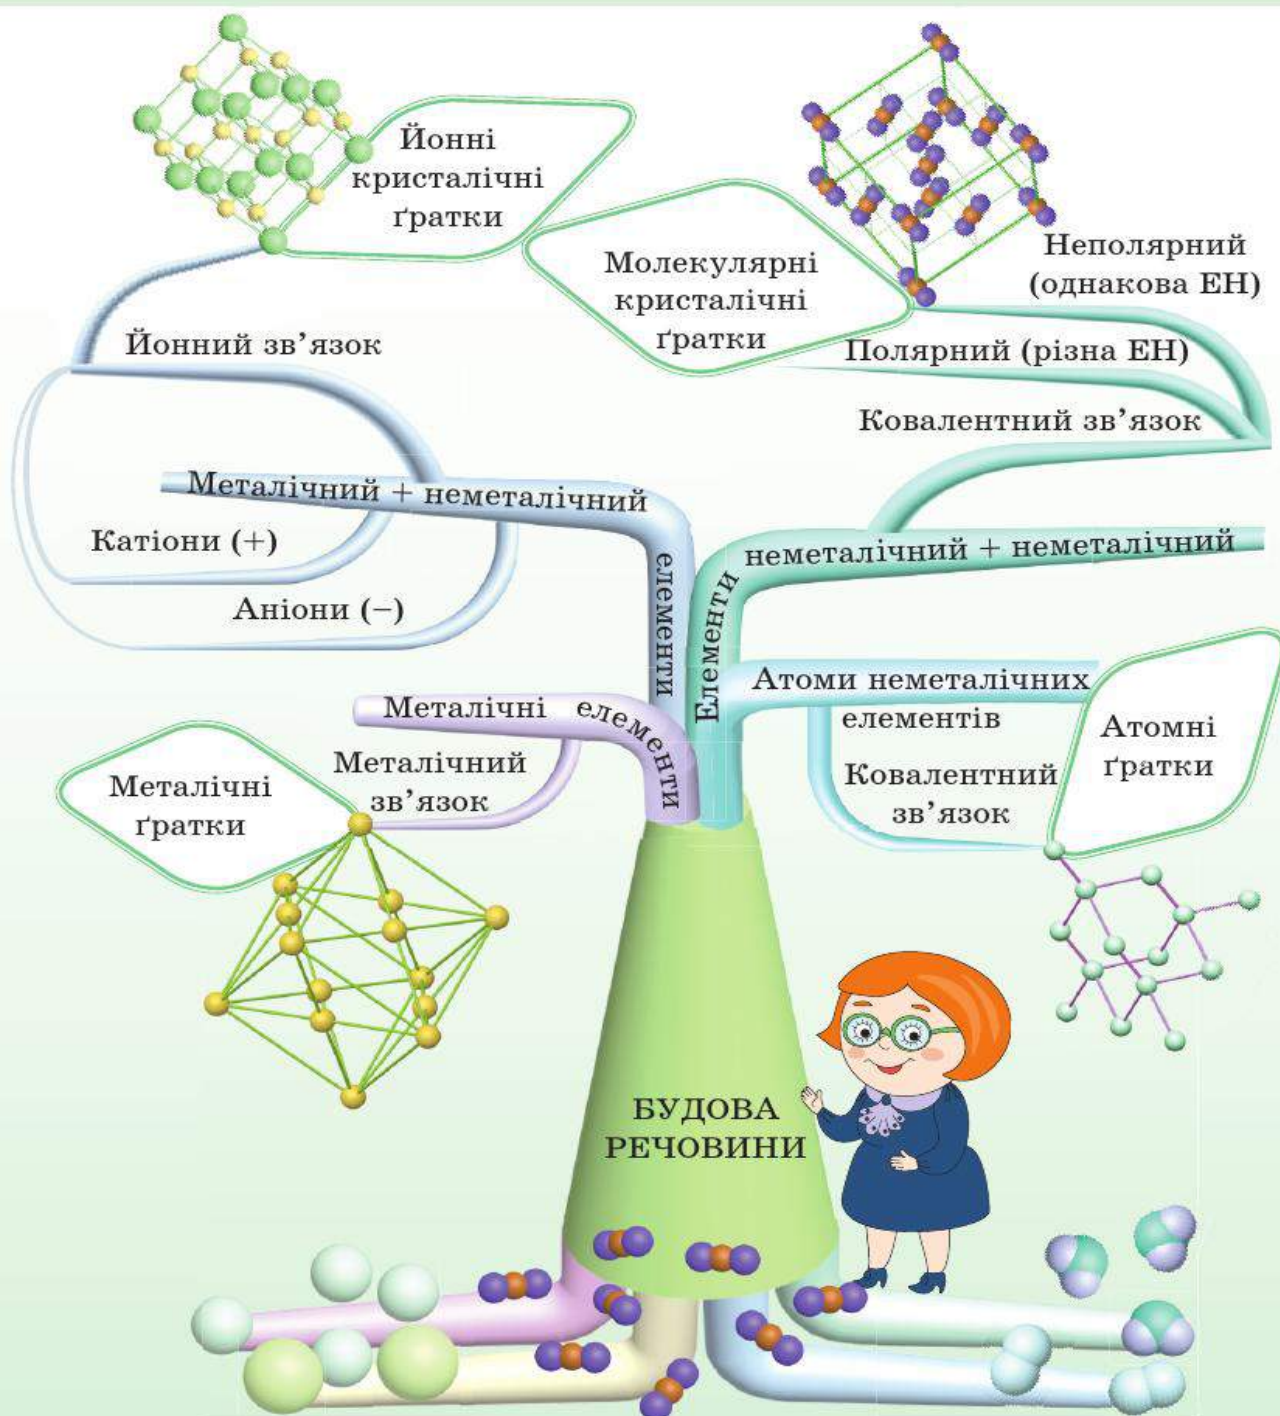 Йонні
кристалічні
ґратки
Молекулярні
кристалічні
ґратки
Неполярний
(однакова ЕН)
Йонний зв’язок
Полярний (різна ЕН)
Ковалентний зв’язок
Металічний + неметалічний
елементи
Катіони (+)
Аніони (−)
Елементи
неметалічний + неметалічний
Металічні елементи
Металічний
зв’язок
Металічні
ґратки
Атоми неметалічних
елементів
Ковалентний
зв’язок
Атомні
ґратки
БУДОВА
РЕЧОВИНИ